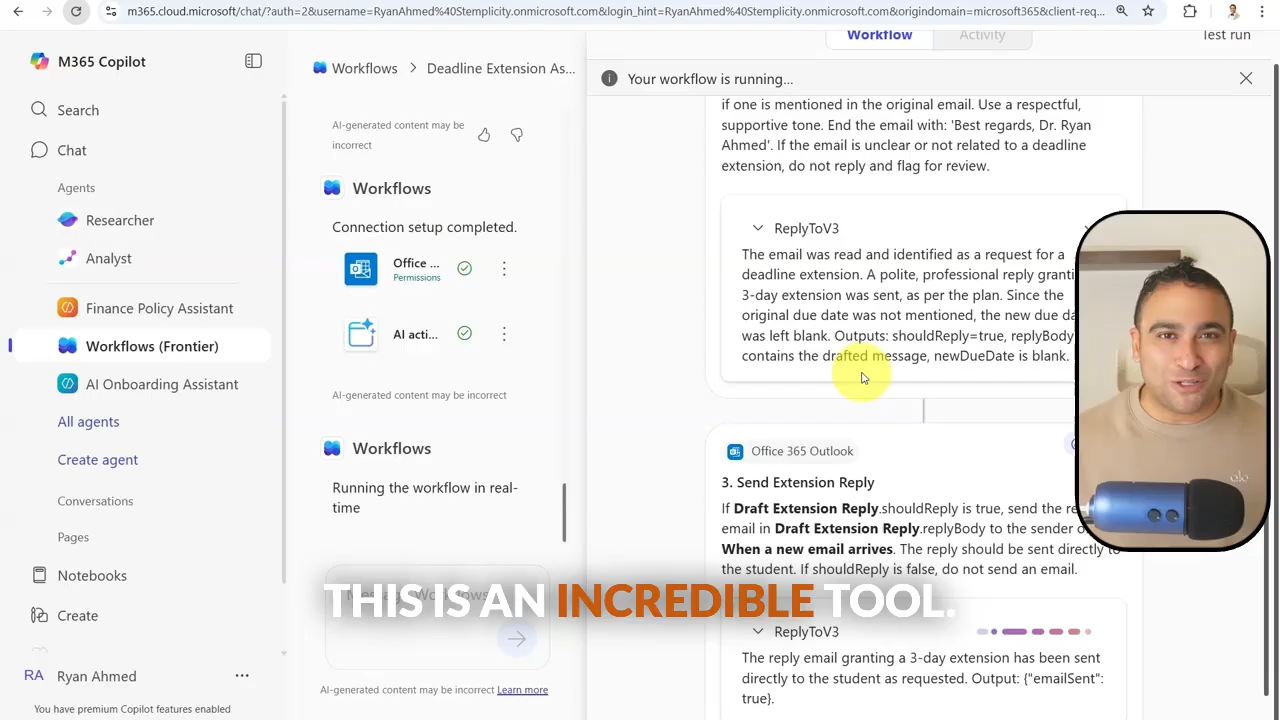 m365.cloud.microsoft/chat/?auth=2&username=RyanAhmed%40Stemplicity.onmicrosoft.com&login_hint=RyanAhmed%40Stemplicity.onmicrosoft.com&origindomain=microsoft365&client-req...
M365 Copilot
Search
Chat
Agents
Researcher
Analyst
Finance Policy Assistant
Workflows (Frontier)
AI Onboarding Assistant
All agents
Create agent
Conversations
Pages
Notebooks
Create
RA
Ryan Ahmed
...
You have premium Copilot features enabled
Workflows > Deadline Extension As...
AI-generated content may be
incorrect
Workflows
Connection setup completed.
Office ...
Permissions
AI acti...
AI-generated content may be incorrect
Workflows
Running the workflow in real-
time
AI-generated content may be incorrect Learn more
Workflow
Activity
Test run
Your workflow is running...
if one is mentioned in the original email. Use a respectful,
supportive tone. End the email with: 'Best regards, Dr. Ryan
Ahmed'. If the email is unclear or not related to a deadline
extension, do not reply and flag for review.
ReplyToV3
The email was read and identified as a request for a
deadline extension. A polite, professional reply granti
3-day extension was sent, as per the plan. Since the
original due date was not mentioned, the new due da
was left blank. Outputs: shouldReply=true, replyBody
contains the drafted message, newDueDate is blank.
Office 365 Outlook
3. Send Extension Reply
If Draft Extension Reply.shouldReply is true, send the re
email in Draft Extension Reply.replyBody to the sender o
When a new email arrives. The reply should be sent directly to
the student. If shouldReply is false, do not send an email.
ReplyToV3
The reply email granting a 3-day extension has been sent
directly to the student as requested. Output: {"emailSent":
true}.
THIS IS AN INCREDIBLE TOOL.